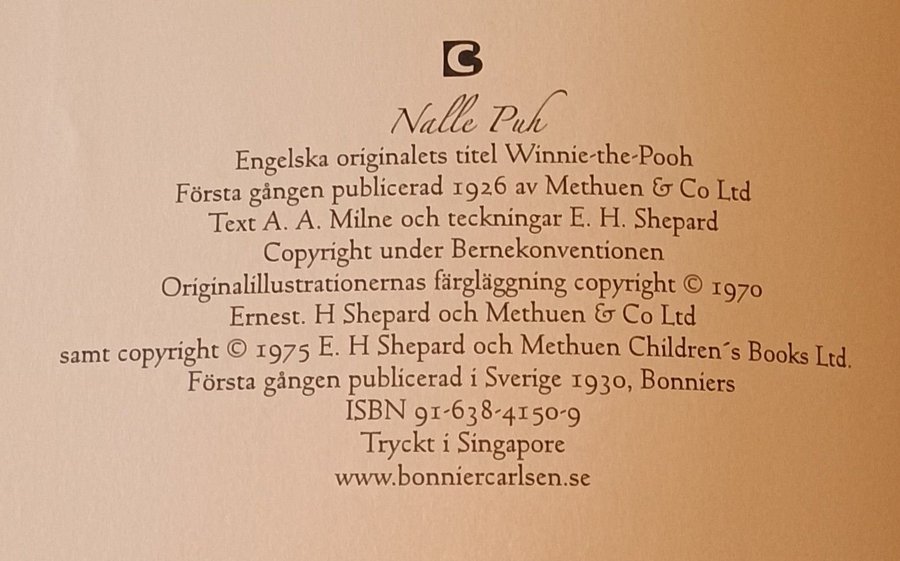 BC
Nalle Puh
Engelska originalets titel Winnie-the-Pooh
Första gången publicerad 1926 av Methuen & Co Ltd
Text A. A. Milne och teckningar E. H. Shepard
Copyright under Bernekonventionen
Originalillustrationernas färgläggning copyright © 1970
Ernest. H Shepard och Methuen & Co Ltd
samt copyright © 1975 E. H Shepard och Methuen Children´s Books Ltd.
Första gången publicerad i Sverige 1930, Bonniers
ISBN 91-638-4150-9
Tryckt i Singapore
www.bonniercarlsen.se